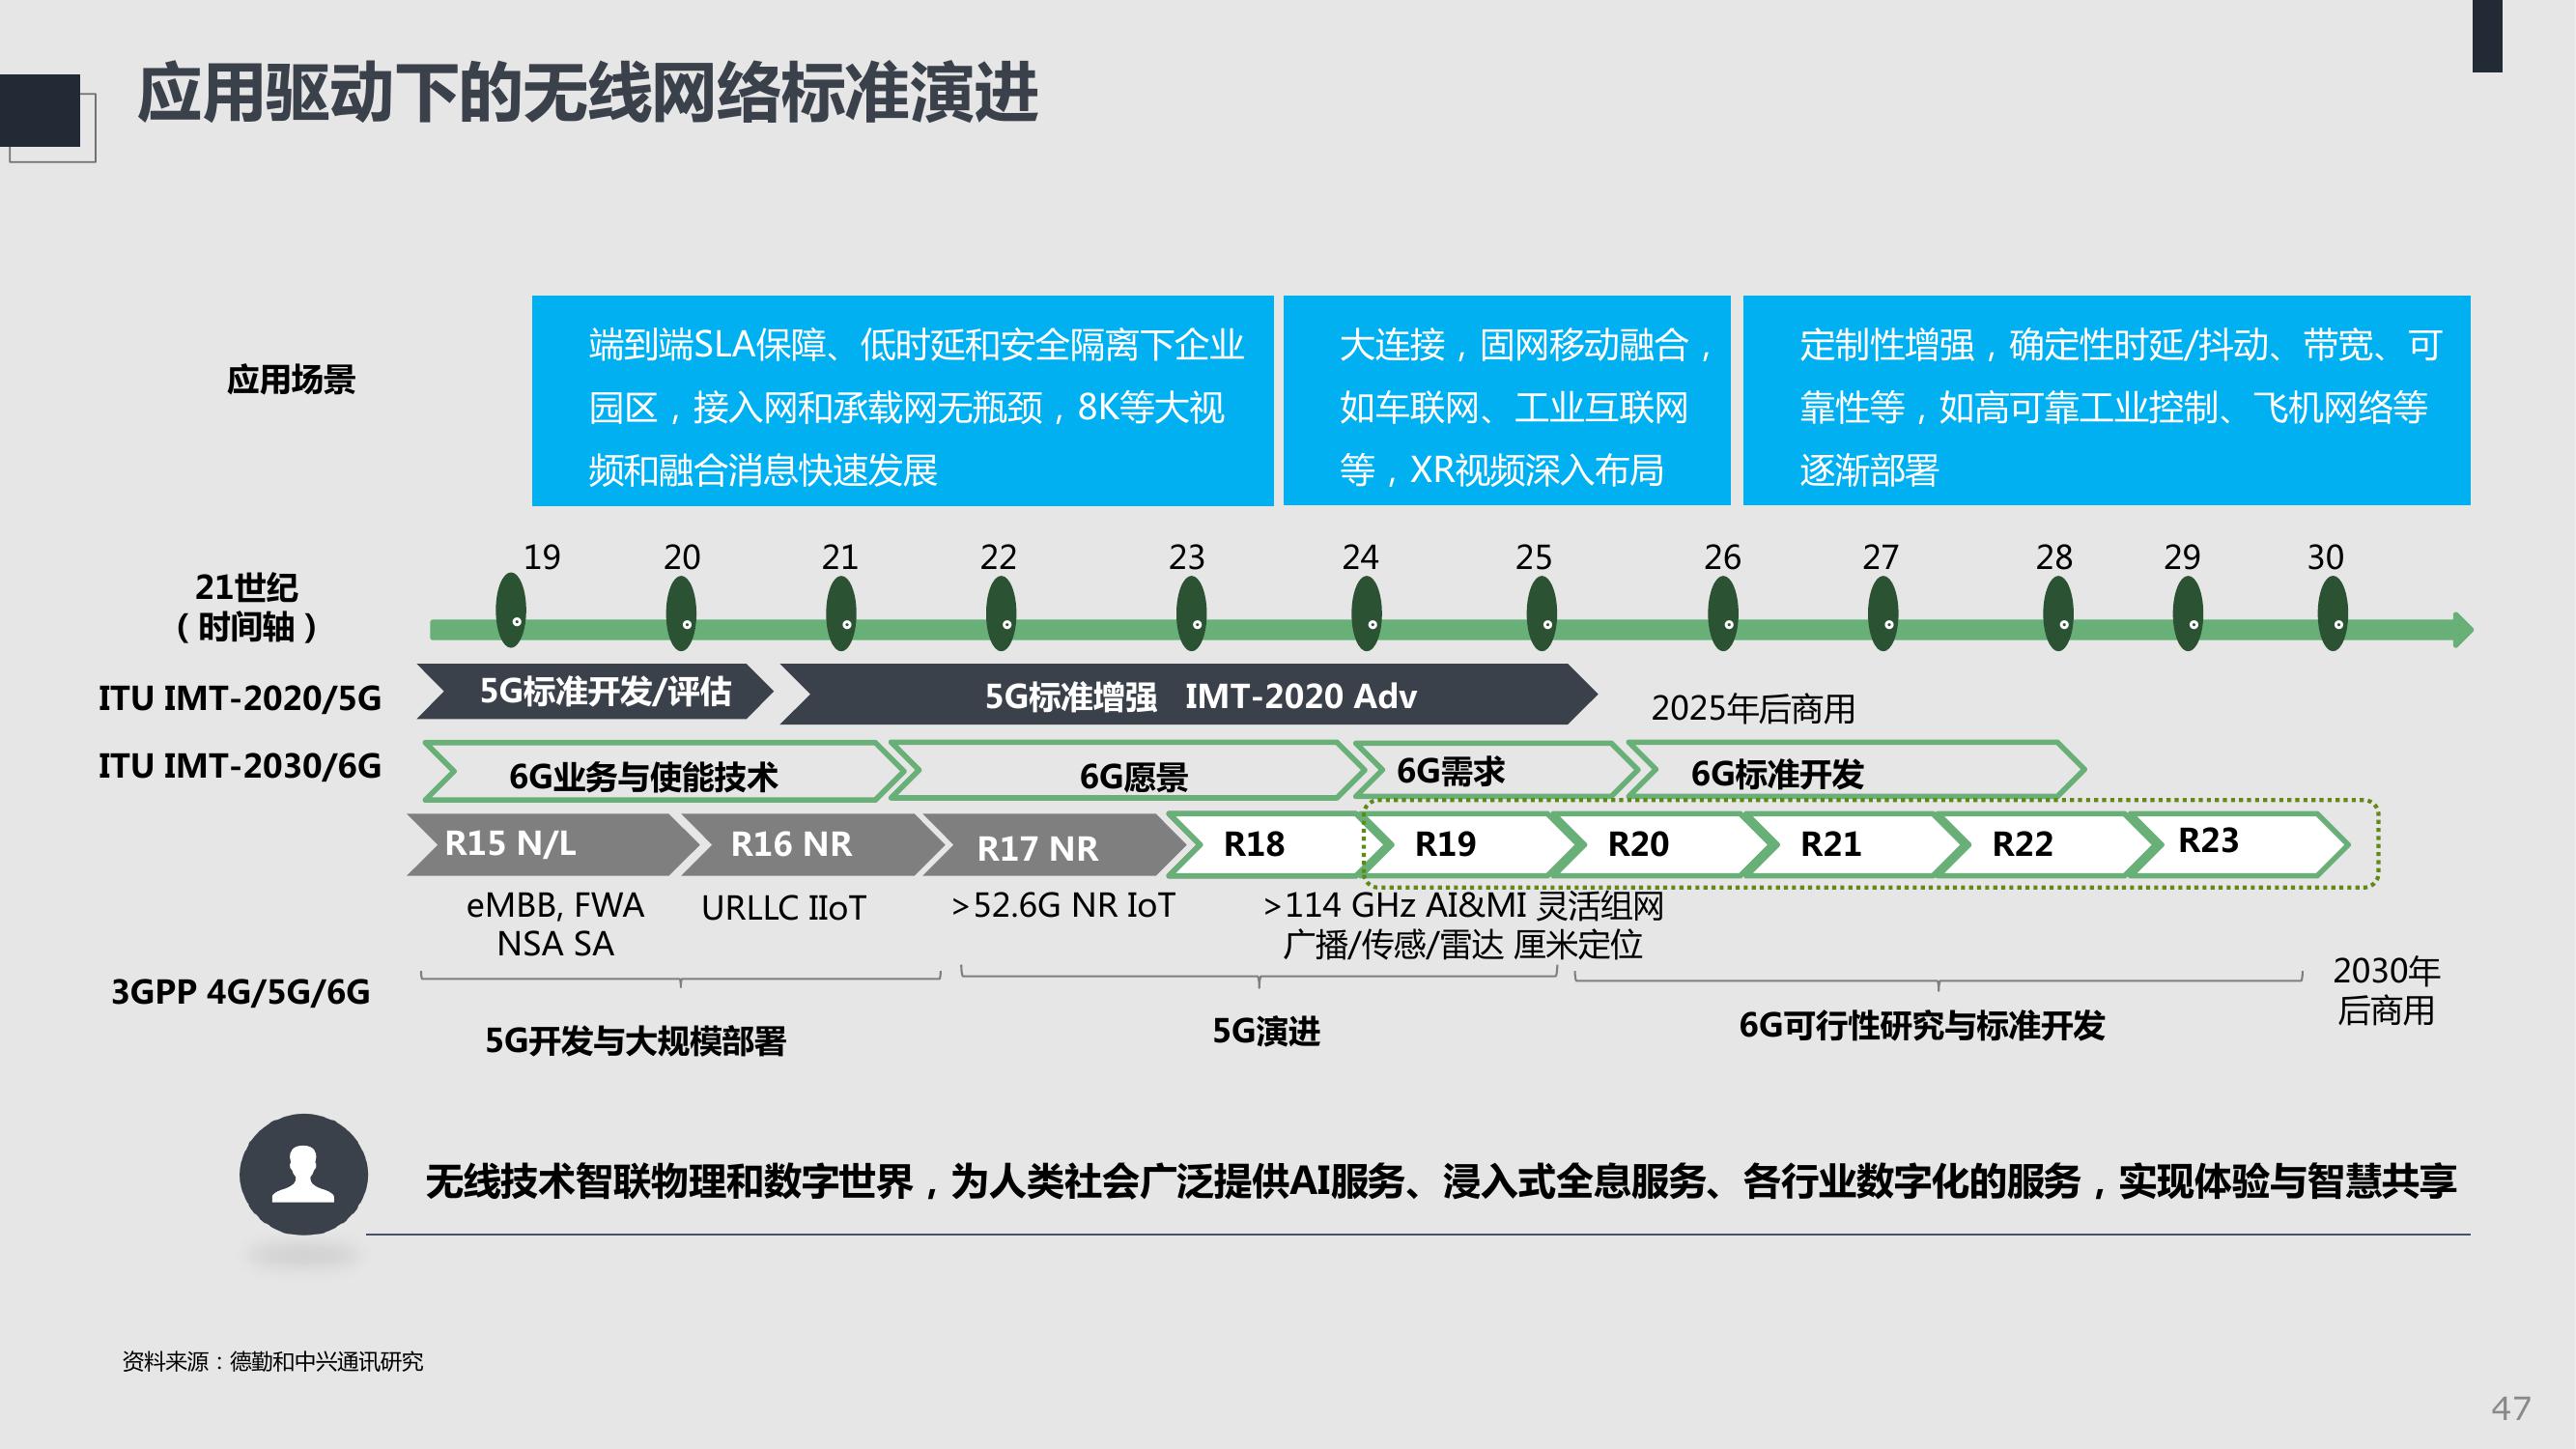 应用驱动下的无线网络标准演进
应用场景
端到端SLA保障、低时延和安全隔离下企业
园区，接入网和承载网无瓶颈，8K等大视
频和融合消息快速发展
大连接，固网移动融合，
如车联网、工业互联网
等，XR视频深入布局
定制性增强，确定性时延/抖动、带宽、可
靠性等，如高可靠工业控制、飞机网络等
逐渐部署
21世纪
（时间轴）
19 20 21 22 23 24 25 26 27 28 29 30
ITU IMT-2020/5G
5G标准开发/评估
5G标准增强 IMT-2020 Adv
2025年后商用
ITU IMT-2030/6G
6G业务与使能技术
6G愿景
6G需求
6G标准开发
R15 N/L
R16 NR
R17 NR
R18
R19
R20
R21
R22
R23
eMBB, FWA
NSA SA
URLLC IIoT
>52.6G NR IoT
>114 GHz AI&MI 灵活组网
广播/传感/雷达 厘米定位
3GPP 4G/5G/6G
5G开发与大规模部署
5G演进
6G可行性研究与标准开发
2030年
后商用
无线技术智联物理和数字世界，为人类社会广泛提供AI服务、浸入式全息服务、各行业数字化的服务，实现体验与智慧共享
资料来源：德勤和中兴通讯研究
47